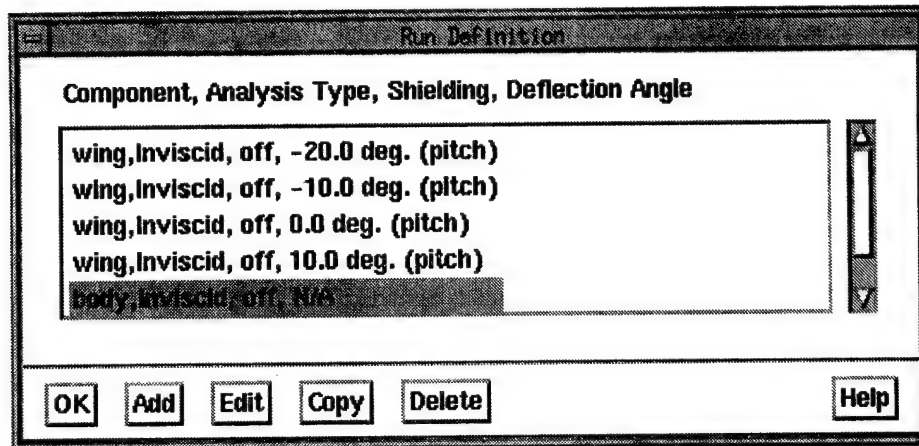 Run Definition
Component, Analysis Type, Shielding, Deflection Angle
wing,Inviscid, off, -20.0 deg. (pitch)
wing,Inviscid, off, -10.0 deg. (pitch)
wing,Inviscid, off, 0.0 deg. (pitch)
wing,Inviscid, off, 10.0 deg. (pitch)
body,Inviscid, off, N/A
OK Add Edit Copy Delete Help